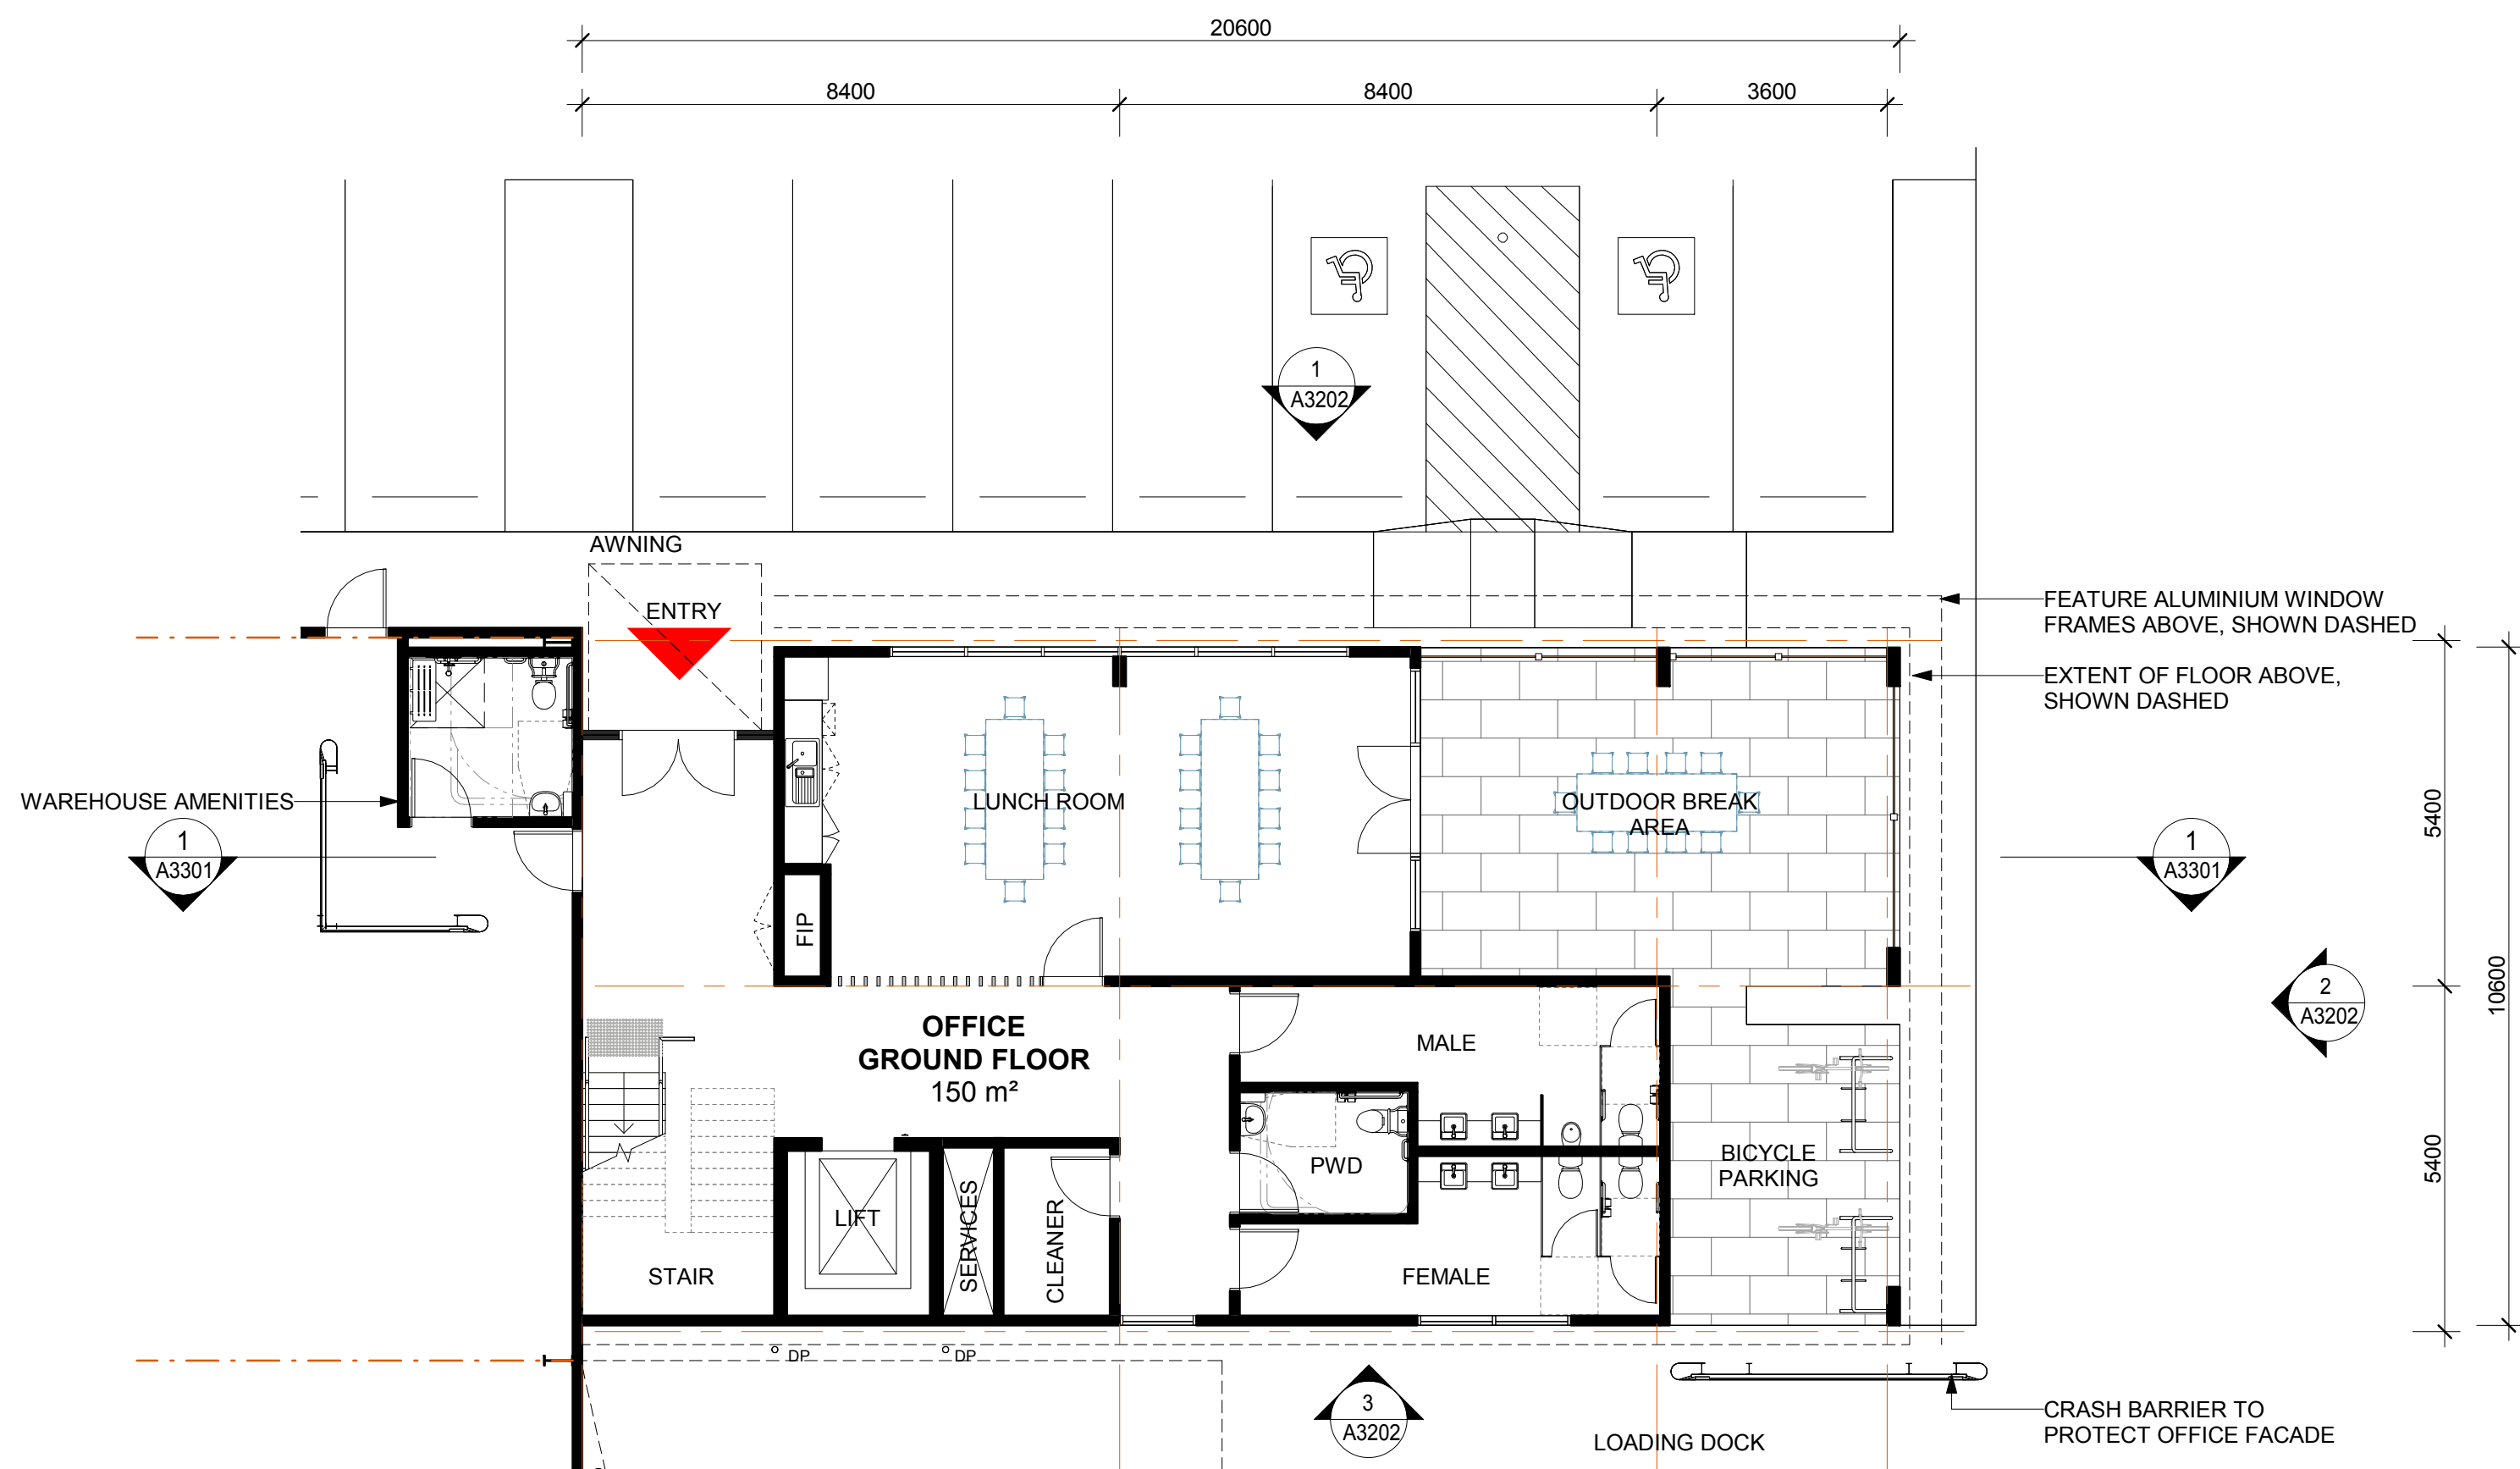 20600
8400
8400
3600
1
A3202
AWNING
ENTRY
FEATURE ALUMINIUM WINDOW
FRAMES ABOVE, SHOWN DASHED
EXTENT OF FLOOR ABOVE,
SHOWN DASHED
WAREHOUSE AMENITIES
LUNCH ROOM
OUTDOOR BREAK
AREA
5400
1
A3301
1
A3301
FIP
2
A3202
10600
OFFICE
GROUND FLOOR
150 m²
MALE
PWD
BICYCLE
PARKING
5400
LIFT
SERVICES
CLEANER
STAIR
FEMALE
DP
DP
3
A3202
LOADING DOCK
CRASH BARRIER TO
PROTECT OFFICE FACADE